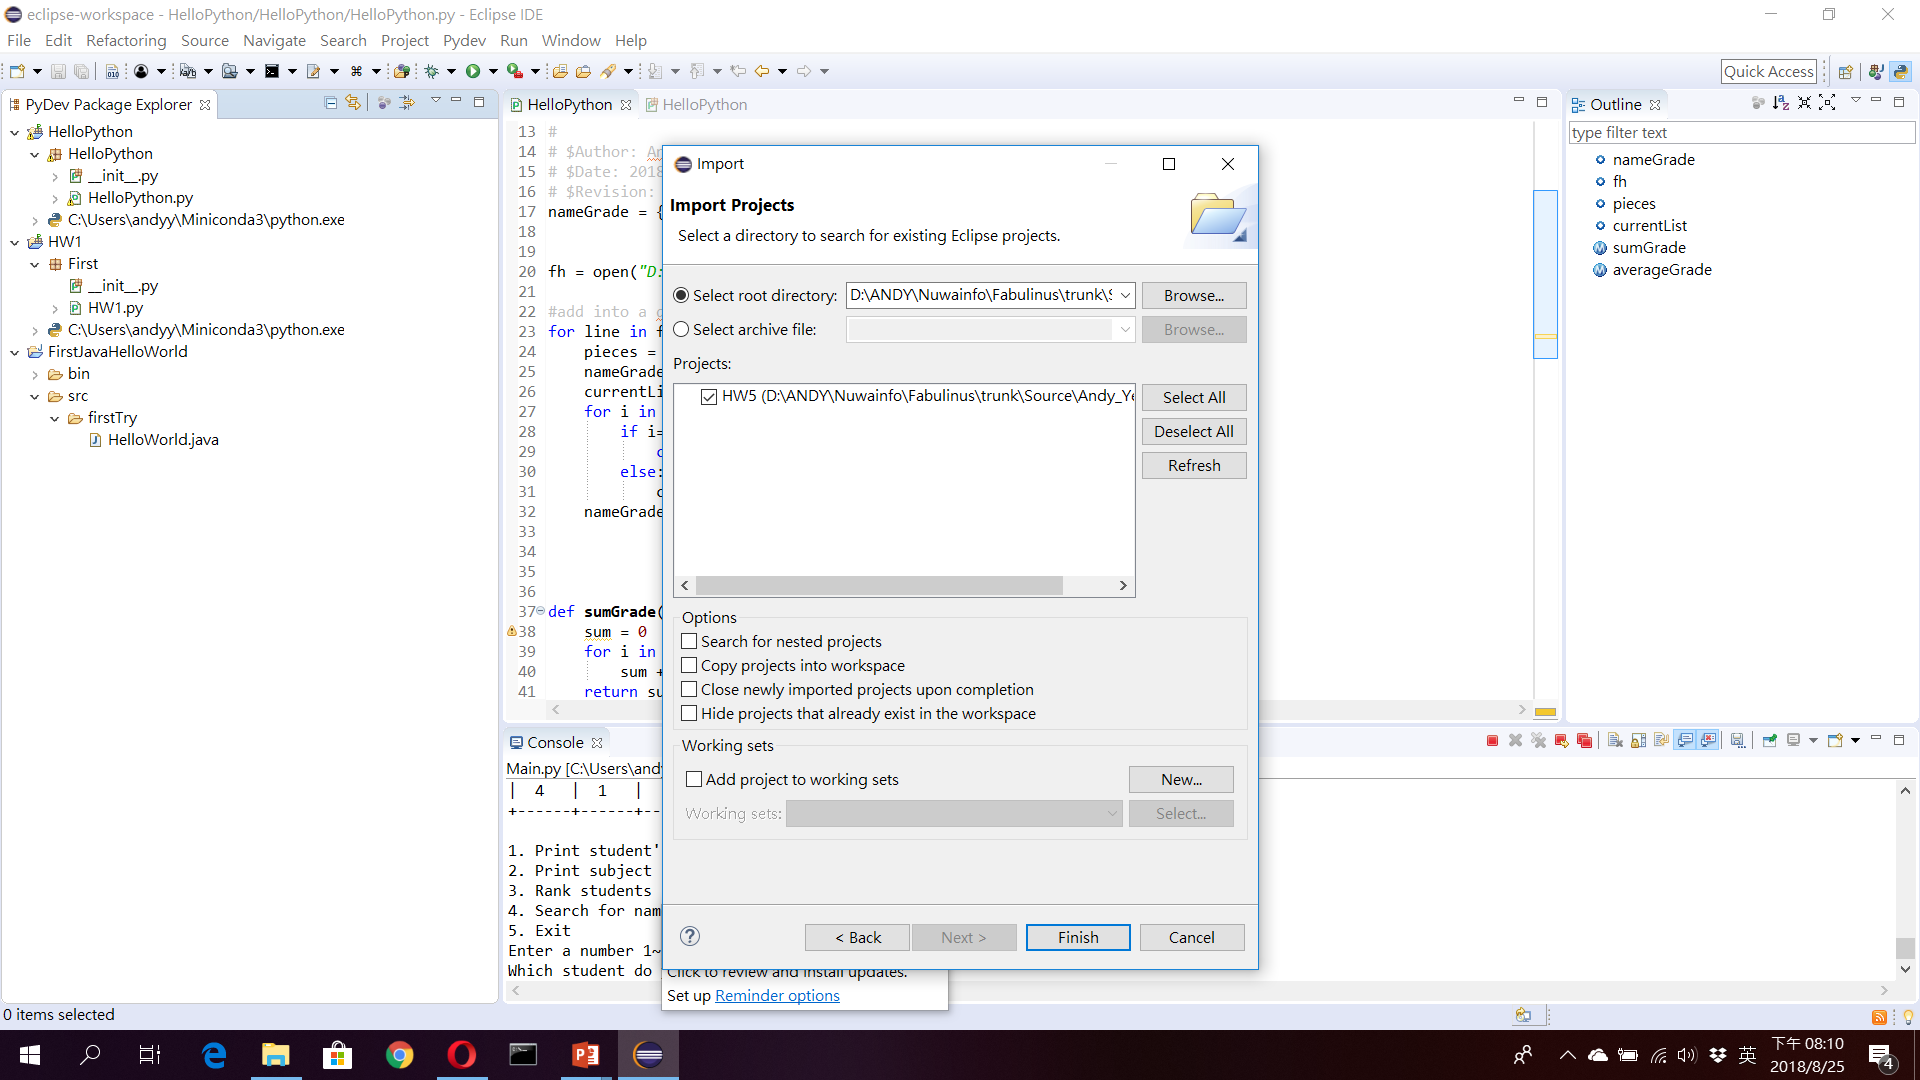 eclipse-workspace - HelloPython/HelloPython/HelloPython.py - Eclipse IDE
File Edit Refactoring Source Navigate Search Project Pydev Run Window Help
Quick Access
PyDev Package Explorer
HelloPython
HelloPython
__init__.py
HelloPython.py
C:\Users\andyy\Miniconda3\python.exe
HW1
First
__init__.py
HW1.py
C:\Users\andyy\Miniconda3\python.exe
FirstJavaHelloWorld
bin
src
firstTry
HelloWorld.java
HelloPython
HelloPython
13 #
14 # $Author: An
15 # $Date: 2018
16 # $Revision:
17 nameGrade = {
18
19
20 fh = open("D:
21
22 #add into a g
23 for line in f
24 pieces =
25 nameGrade
26 currentLi
27 for i in
28 if i=
29 c
30 else:
31 c
32 nameGrade
33
34
35
36
37 def sumGrade(
38 sum = 0
39 for i in
40 sum +
41 return su
Import
Import Projects
Select a directory to search for existing Eclipse projects.
Select root directory: D:\ANDY\Nuwainfo\Fabulinus\trunk\S Browse...
Select archive file: Browse...
Projects:
HW5 (D:\ANDY\Nuwainfo\Fabulinus\trunk\Source\Andy_Ye
Select All
Deselect All
Refresh
Options
Search for nested projects
Copy projects into workspace
Close newly imported projects upon completion
Hide projects that already exist in the workspace
Working sets
Add project to working sets New...
Working sets: Select...
? < Back Next > Finish Cancel
Click to review and install updates.
Set up Reminder options
Outline
type filter text
nameGrade
fh
pieces
currentList
sumGrade
averageGrade
Console
Main.py [C:\Users\andy
| 4 | 1 |
+------+------+--
1. Print student'
2. Print subject
3. Rank students
4. Search for nam
5. Exit
Enter a number 1~
Which student do
0 items selected
英
下午 08:10
2018/8/25
4